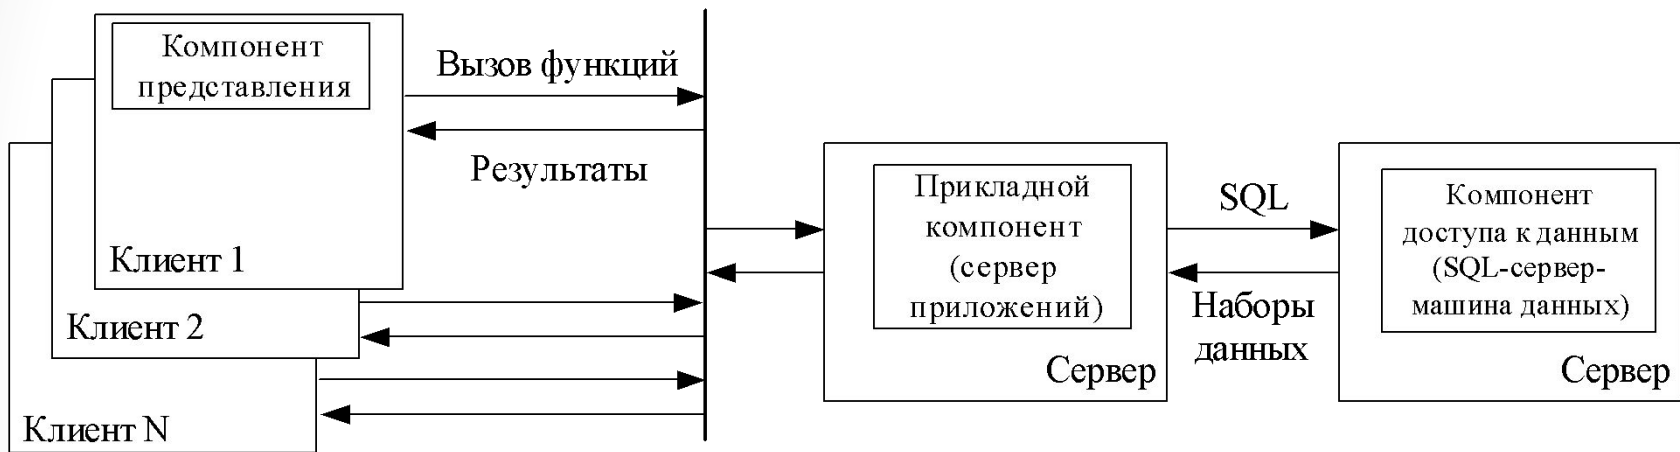 Компонент
представления
Клиент 1
Клиент 2
Клиент N
Вызов функций
Результаты
Прикладной
компонент
(сервер
приложений)
Сервер
SQL
Наборы
данных
Компонент
доступа к данным
(SQL-сервер-
машина данных)
Сервер